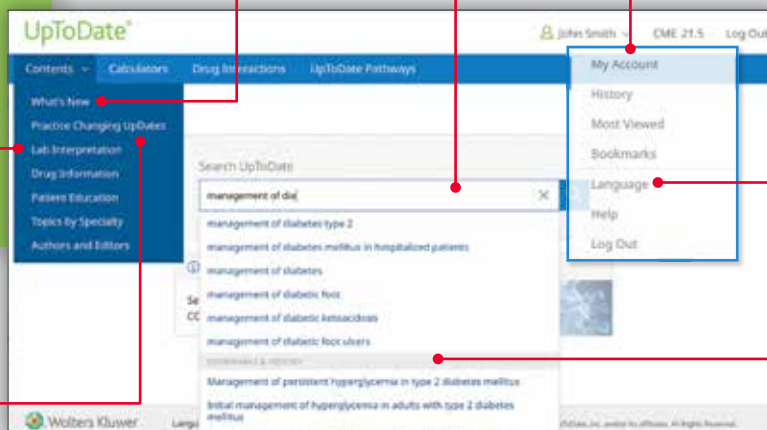 UpToDate®
John Smith
CME 21.5
Log Out
Contents
Calculators
Drug Interactions
UpToDate Pathways
What's New
Practice Changing UpDates
Lab Interpretation
Drug Information
Patient Education
Topics by Specialty
Authors and Editors
My Account
History
Most Viewed
Bookmarks
Language
Help
Log Out
Search UpToDate
management of dia
management of diabetes type 2
management of diabetes mellitus in hospitalized patients
management of diabetes
management of diabetic foot
management of diabetic ketoacidosis
management of diabetic foot ulcers
Se
CO
Management of persistent hyperglycemia in type 2 diabetes mellitus
Initial management of hyperglycemia in adults with type 2 diabetes
mellitus
Wolters Kluwer
Langu